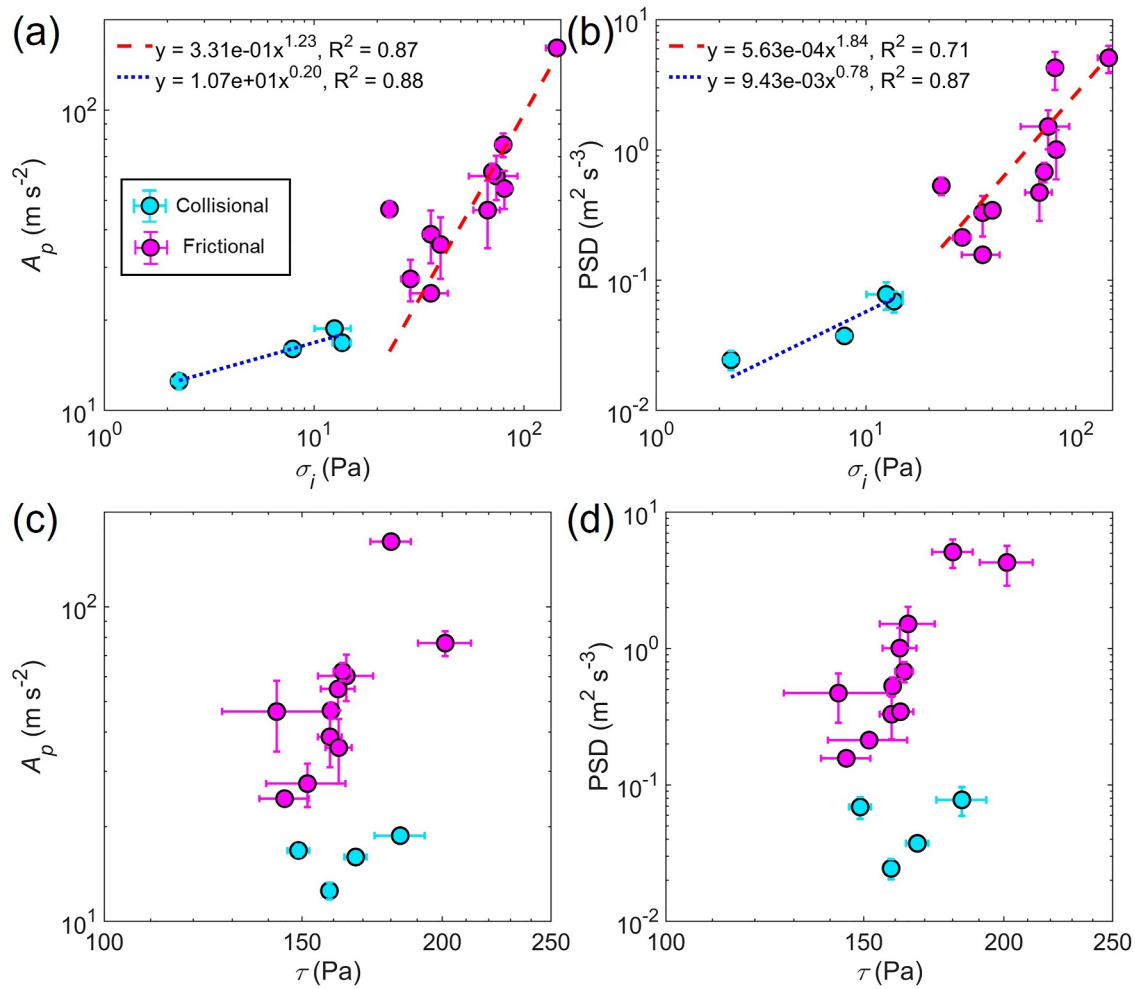 (a)
y = 3.31e-01x^1.23, R^2 = 0.87
y = 1.07e+01x^0.20, R^2 = 0.88
Collisional
Frictional
A_p (m s^-2)
10^2
10^1
10^0 10^1 10^2
σ_i (Pa)
(b)
y = 5.63e-04x^1.84, R^2 = 0.71
y = 9.43e-03x^0.78, R^2 = 0.87
PSD (m^2 s^-3)
10^1
10^0
10^-1
10^-2
10^0 10^1 10^2
σ_i (Pa)
(c)
A_p (m s^-2)
10^2
10^1
100 150 200 250
τ (Pa)
(d)
PSD (m^2 s^-3)
10^1
10^0
10^-1
10^-2
100 150 200 250
τ (Pa)